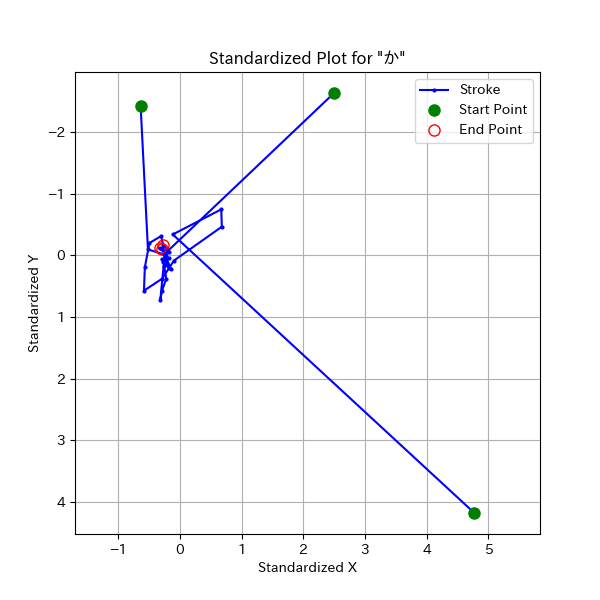 Standardized Plot for "か"
Stroke
Start Point
End Point
−2
−1
0
1
2
3
4
Standardized Y
−1 0 1 2 3 4 5
Standardized X